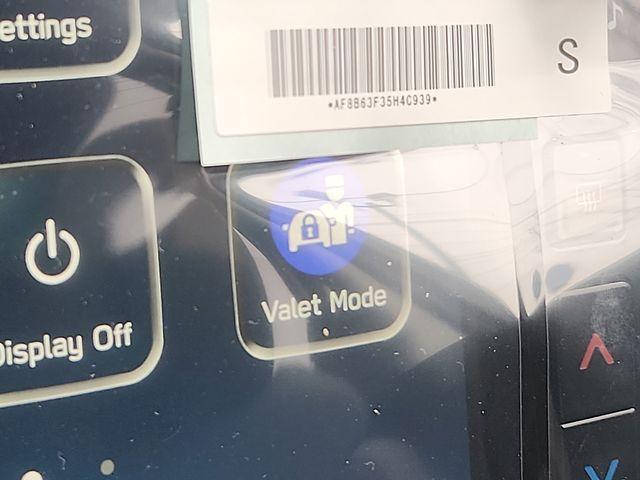 ettings
*AF8B63F35H4C939*
S
Display Off
Valet Mode